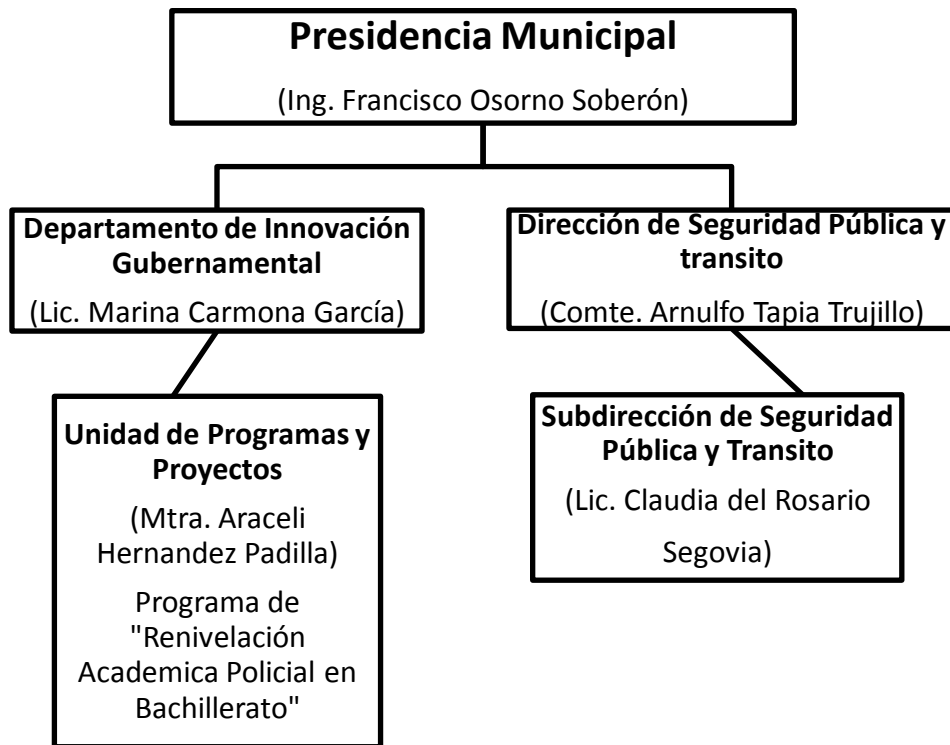 Presidencia Municipal
(Ing. Francisco Osorno Soberón)
Departamento de Innovación
Gubernamental
(Lic. Marina Carmona García)
Dirección de Seguridad Pública y
transito
(Comte. Arnulfo Tapia Trujillo)
Unidad de Programas y
Proyectos
(Mtra. Araceli
Hernandez Padilla)
Programa de
"Renivelación
Academica Policial en
Bachillerato"
Subdirección de Seguridad
Pública y Transito
(Lic. Claudia del Rosario
Segovia)